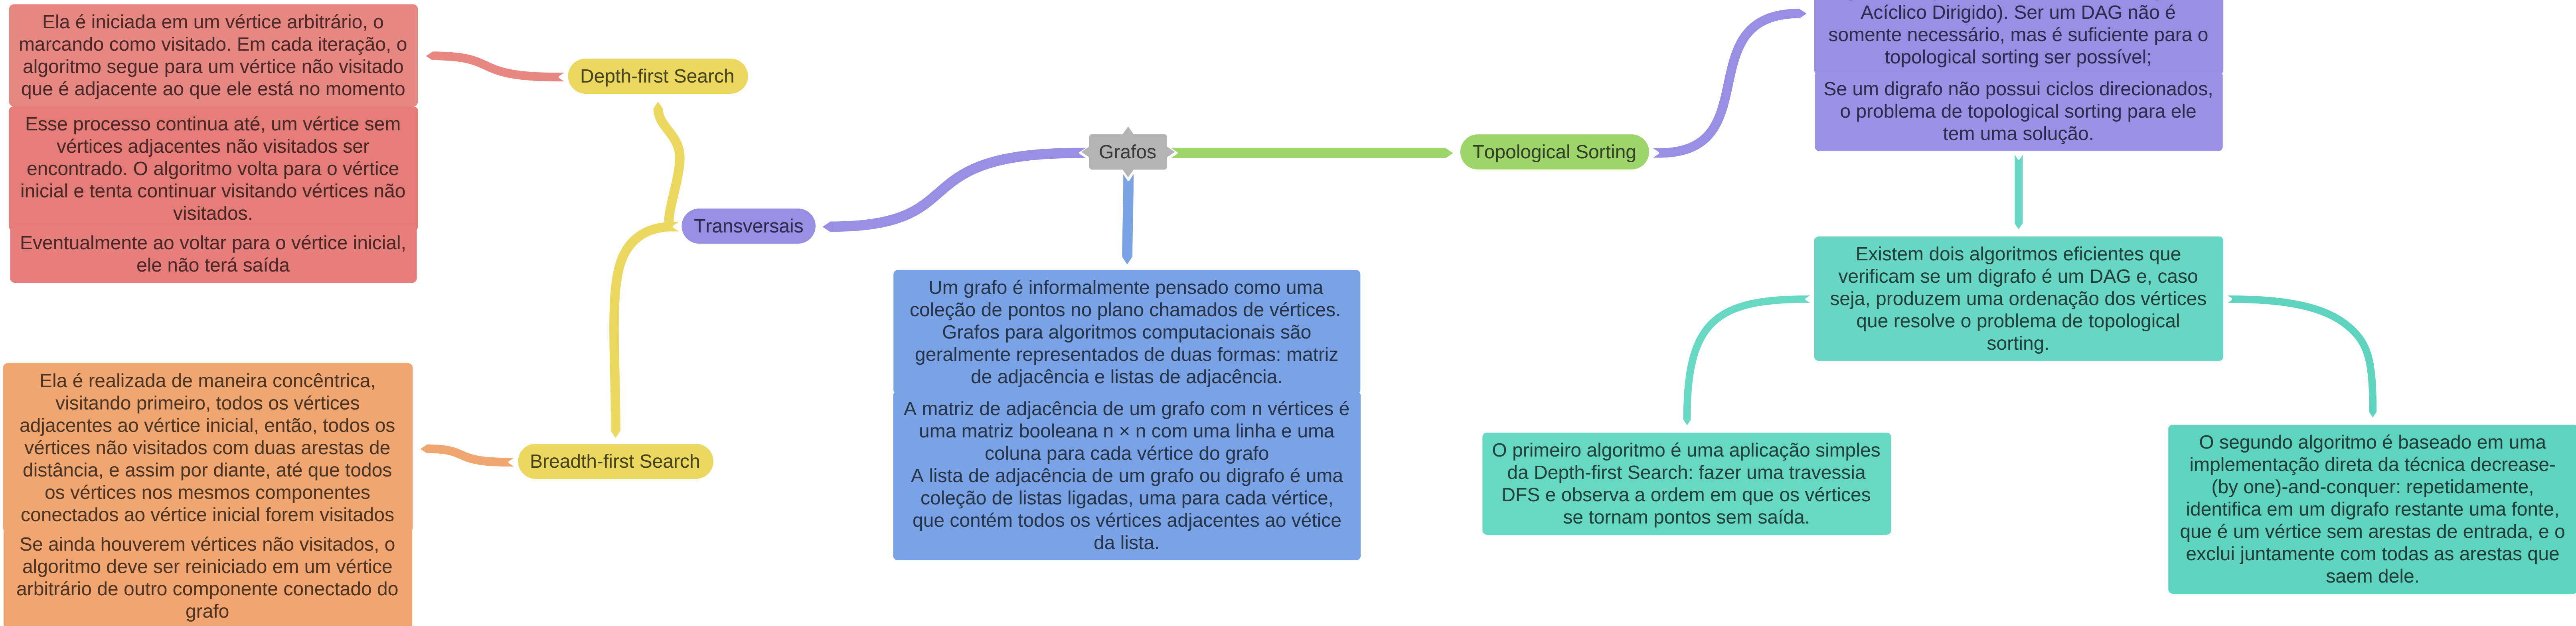 Ela é iniciada em um vértice arbitrário, o
marcando como visitado. Em cada iteração, o
algoritmo segue para um vértice não visitado
que é adjacente ao que ele está no momento
Esse processo continua até, um vértice sem
vértices adjacentes não visitados ser
encontrado. O algoritmo volta para o vértice
inicial e tenta continuar visitando vértices não
visitados.
Eventualmente ao voltar para o vértice inicial,
ele não terá saída
Depth-first Search
Transversais
Breadth-first Search
Ela é realizada de maneira concêntrica,
visitando primeiro, todos os vértices
adjacentes ao vértice inicial, então, todos os
vértices não visitados com duas arestas de
distância, e assim por diante, até que todos
os vértices nos mesmos componentes
conectados ao vértice inicial forem visitados
Se ainda houverem vértices não visitados, o
algoritmo deve ser reiniciado em um vértice
arbitrário de outro componente conectado do
grafo
Grafos
Um grafo é informalmente pensado como uma
coleção de pontos no plano chamados de vértices.
Grafos para algoritmos computacionais são
geralmente representados de duas formas: matriz
de adjacência e listas de adjacência.
A matriz de adjacência de um grafo com n vértices é
uma matriz booleana n × n com uma linha e uma
coluna para cada vértice do grafo
A lista de adjacência de um grafo ou digrafo é uma
coleção de listas ligadas, uma para cada vértice,
que contém todos os vértices adjacentes ao vétice
da lista.
Topological Sorting
Acíclico Dirigido). Ser um DAG não é
somente necessário, mas é suficiente para o
topological sorting ser possível;
Se um digrafo não possui ciclos direcionados,
o problema de topological sorting para ele
tem uma solução.
Existem dois algoritmos eficientes que
verificam se um digrafo é um DAG e, caso
seja, produzem uma ordenação dos vértices
que resolve o problema de topological
sorting.
O primeiro algoritmo é uma aplicação simples
da Depth-first Search: fazer uma travessia
DFS e observa a ordem em que os vértices
se tornam pontos sem saída.
O segundo algoritmo é baseado em uma
implementação direta da técnica decrease-
(by one)-and-conquer: repetidamente,
identifica em um digrafo restante uma fonte,
que é um vértice sem arestas de entrada, e o
exclui juntamente com todas as arestas que
saem dele.